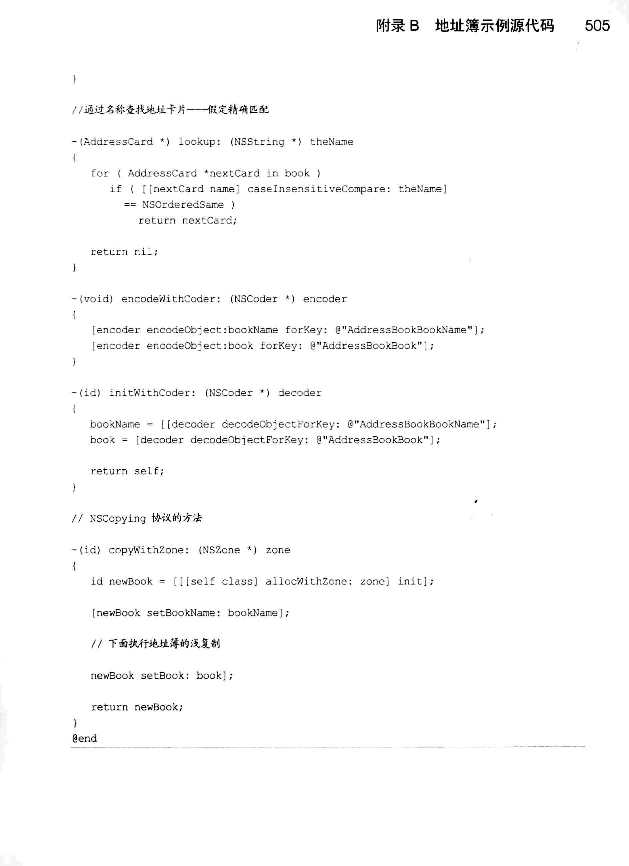 附录 B 地址簿示例源代码 505
}
//通过名称查找地址卡片——假定精确匹配
-(AddressCard *) lookup: (NSString *) theName
{
for ( AddressCard *nextCard in book )
if ( [[nextCard name] caseInsensitiveCompare: theName]
== NSOrderedSame )
return nextCard;
return nil;
}
-(void) encodeWithCoder: (NSCoder *) encoder
{
[encoder encodeObject:bookName forKey: @"AddressBookBookName"];
[encoder encodeObject:book forKey: @"AddressBookBook"];
}
-(id) initWithCoder: (NSCoder *) decoder
{
bookName = [[decoder decodeObjectForKey: @"AddressBookBookName"];
book = [decoder decodeObjectForKey: @"AddressBookBook"];
return self;
}
// NSCopying 协议的方法
-(id) copyWithZone: (NSZone *) zone
{
id newBook = [[[self class] allocWithZone: zone] init];
[newBook setBookName: bookName];
// 下面执行地址簿的浅复制
newBook setBook: book];
return newBook;
}
@end